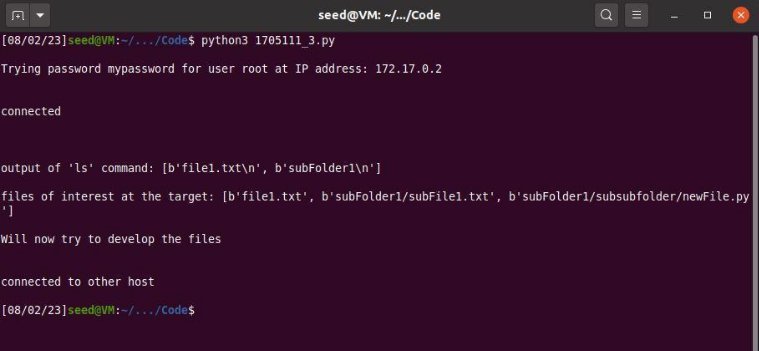 seed@VM: ~/.../Code
[08/02/23]seed@VM:~/.../Code$ python3 1705111_3.py
Trying password mypassword for user root at IP address: 172.17.0.2
connected
output of 'ls' command: [b'file1.txt\n', b'subFolder1\n']
files of interest at the target: [b'file1.txt', b'subFolder1/subFile1.txt', b'subFolder1/subsubfolder/newFile.py
']
Will now try to develop the files
connected to other host
[08/02/23]seed@VM:~/.../Code$